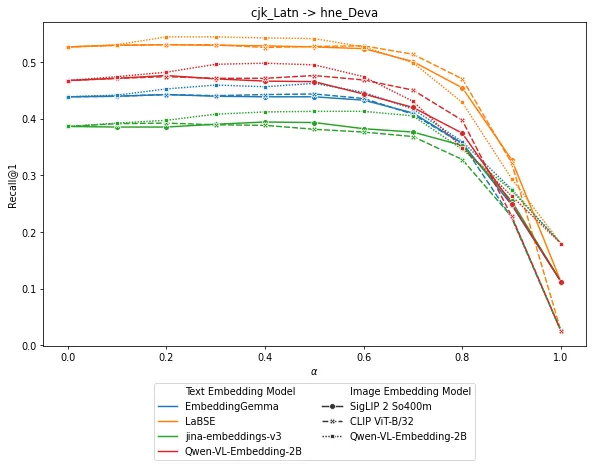 cjk_Latn -> hne_Deva
Recall@1
0.5
0.4
0.3
0.2
0.1
0.0
0.0 0.2 0.4 0.6 0.8 1.0
α
Text Embedding Model
EmbeddingGemma
LaBSE
jina-embeddings-v3
Qwen-VL-Embedding-2B
Image Embedding Model
SigLIP 2 So400m
CLIP ViT-B/32
Qwen-VL-Embedding-2B